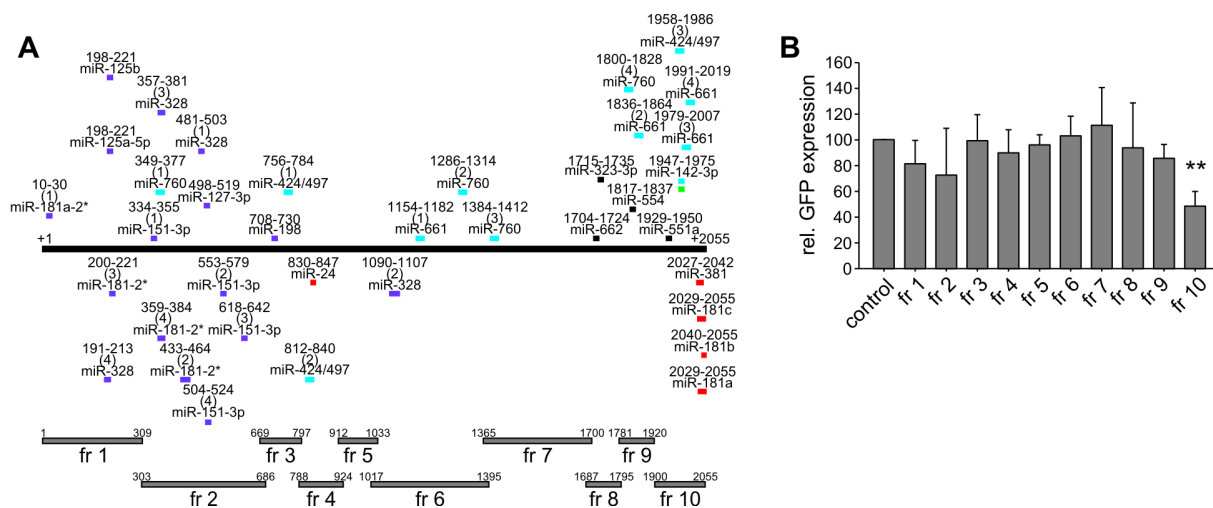 A
198-221
miR-125b
357-381
(3)
miR-328
198-221
miR-125a-5p
481-503
(1)
miR-328
349-377
(1)
miR-760
756-784
(1)
miR-424/497
10-30
(1)
miR-181a-2*
498-519
miR-127-3p
334-355
(1)
miR-151-3p
708-730
miR-198
1286-1314
(2)
miR-760
1154-1182
(1)
miR-661
1384-1412
(3)
miR-760
1958-1986
(3)
miR-424/497
1800-1828
(4)
miR-760
1991-2019
(4)
miR-661
1836-1864
(2)
miR-661
1979-2007
(3)
miR-661
1715-1735
miR-323-3p
1947-1975
miR-142-3p
1817-1837
miR-554
1704-1724
miR-662
1929-1950
miR-551a
+1
+2055
200-221
(3)
miR-181-2*
553-579
(2)
miR-151-3p
830-847
miR-24
1090-1107
(2)
miR-328
2027-2042
miR-381
359-384
(4)
miR-181-2*
618-642
(3)
miR-151-3p
2029-2055
miR-181c
191-213
(4)
miR-328
433-464
(2)
miR-181-2*
812-840
(2)
miR-424/497
2040-2055
miR-181b
504-524
(4)
miR-151-3p
2029-2055
miR-181a
1 309 669 797 912 1033 1365 1700 1781 1920
fr 1 fr 3 fr 5 fr 7 fr 9
303 686 788 924 1017 1395 1687 1795 1900 2055
fr 2 fr 4 fr 6 fr 8 fr 10
B
rel. GFP expression
160
140
120
100
80
60
40
20
0
**
control fr 1 fr 2 fr 3 fr 4 fr 5 fr 6 fr 7 fr 8 fr 9 fr 10